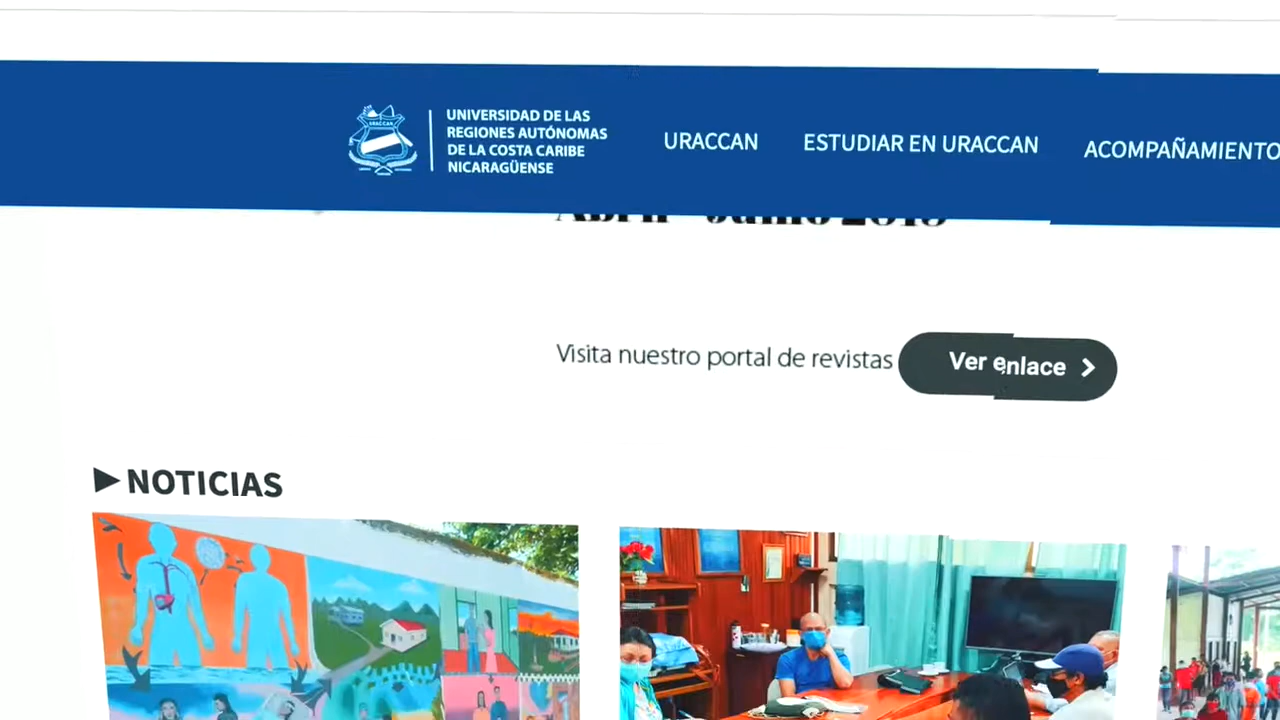 UNIVERSIDAD DE LAS
REGIONES AUTÓNOMAS
DE LA COSTA CARIBE
NICARAGÜENSE
URACCAN
ESTUDIAR EN URACCAN
ACOMPAÑAMIENTO
Visita nuestro portal de revistas
Ver enlace
NOTICIAS